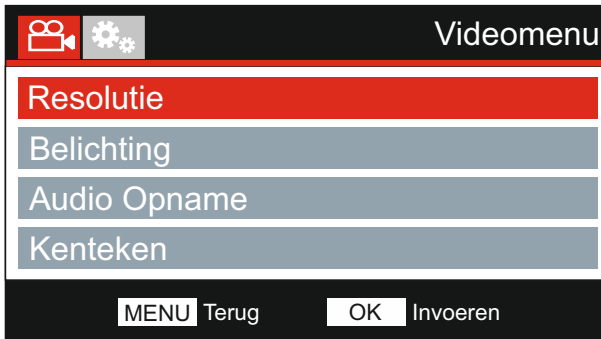 Videomenu
Resolutie
Belichting
Audio Opname
Kenteken
MENU Terug OK Invoeren